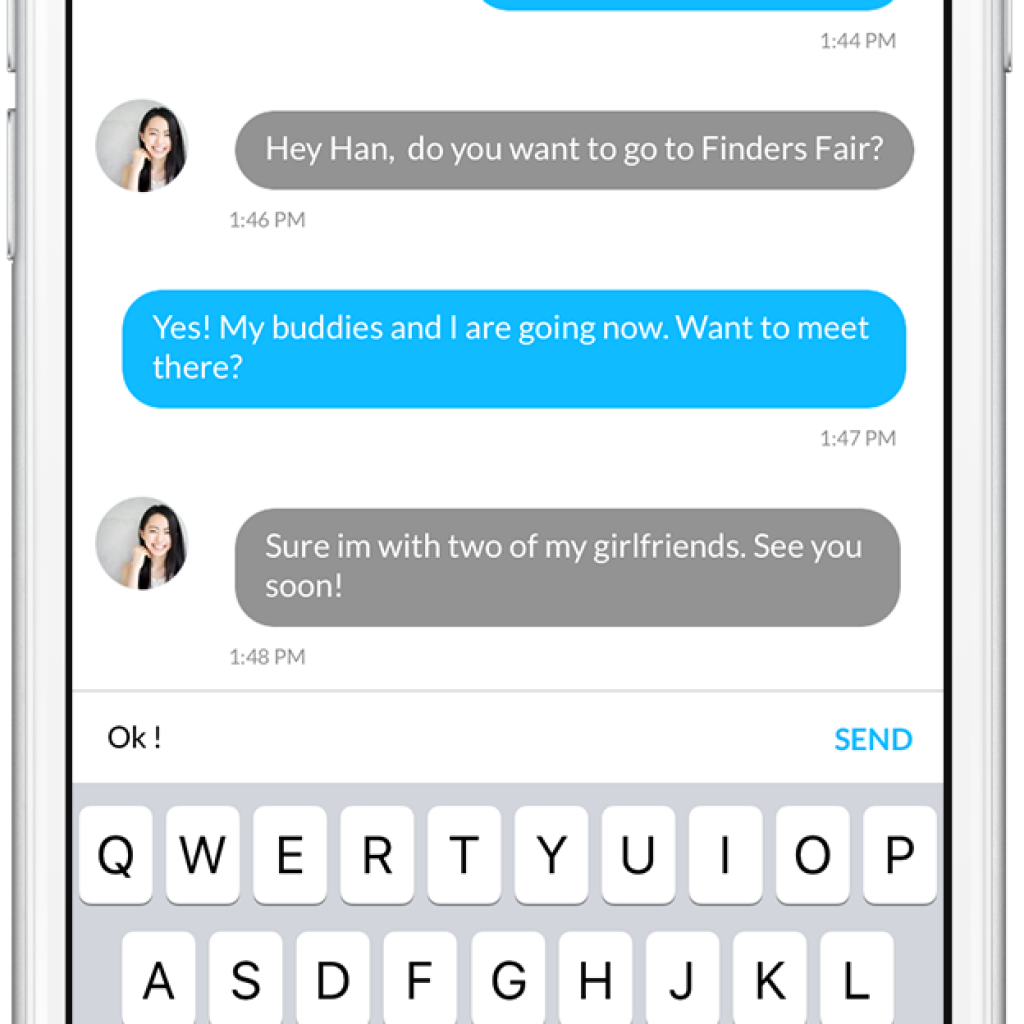 1:44 PM
Hey Han,  do you want to go to Finders Fair?
1:46 PM
Yes! My buddies and I are going now. Want to meet
there?
1:47 PM
Sure im with two of my girlfriends. See you
soon!
1:48 PM
Ok !
SEND
Q W E R T Y U I O P
A S D F G H J K L